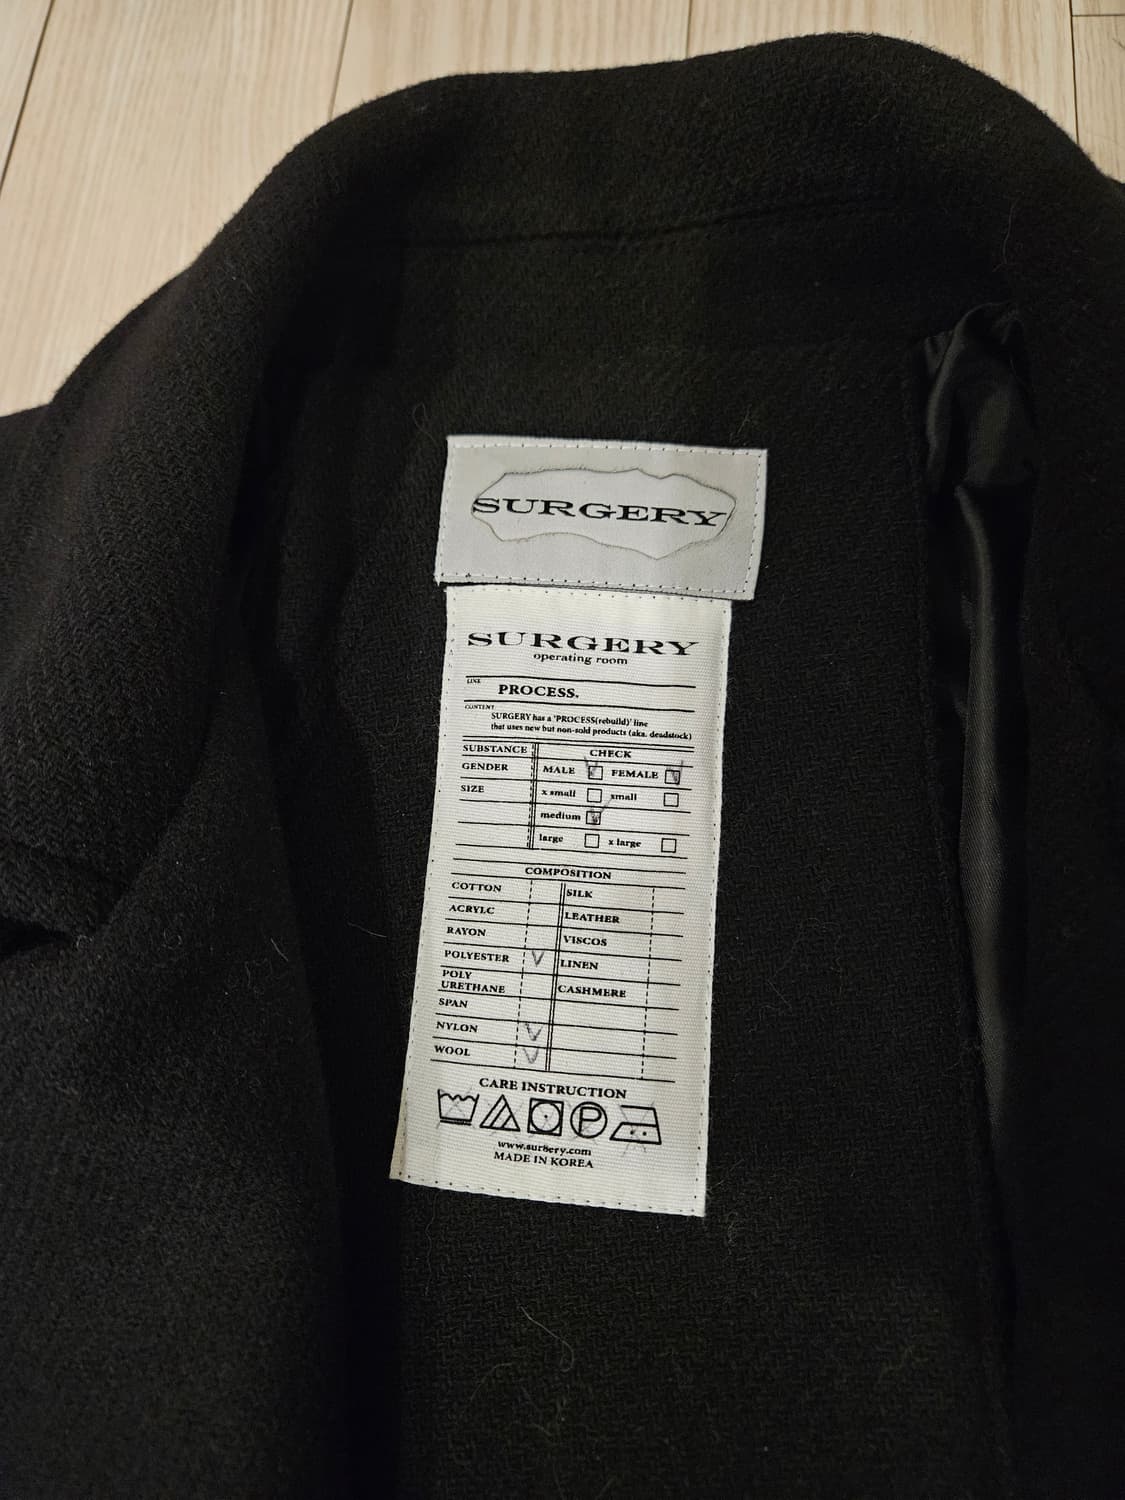 SURGERY
SURGERY
operating room
LINE
PROCESS.
CONTENT
SURGERY has a 'PROCESS(rebuild)' line
that uses new but non-sold products (aka. deadstock)
SUBSTANCE CHECK
GENDER MALE FEMALE
SIZE x small small
medium
large x large
COMPOSITION
COTTON SILK
ACRYLC LEATHER
RAYON VISCOS
POLYESTER V LINEN
POLY
URETHANE CASHMERE
SPAN
NYLON V
WOOL V
CARE INSTRUCTION
P
www.sur8ery.com
MADE IN KOREA